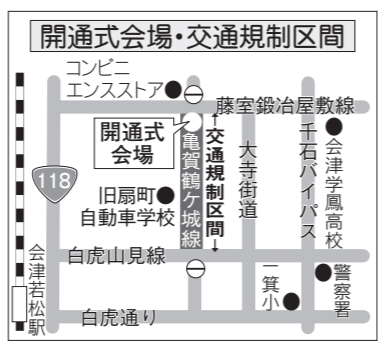 開通式会場・交通規制区間
コンビニ
エンスストア
藤室鍛冶屋敷線
開通式
会場
亀賀鶴ケ城線
←交通規制区間→
大寺街道
千石バイパス
会津学鳳高校
118
旧扇町
自動車学校
白虎山見線
会津若松駅
一箕小
警察署
白虎通り